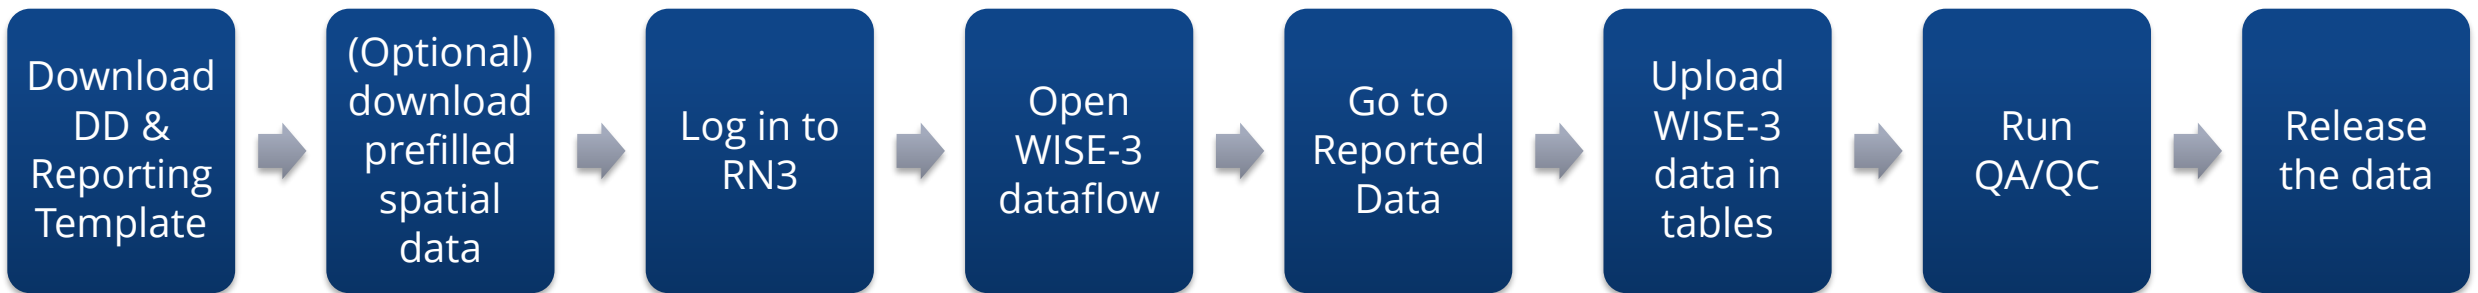 Download
DD &
Reporting
Template
(Optional)
download
prefilled
spatial
data
Log in to
RN3
Open
WISE-3
dataflow
Go to
Reported
Data
Upload
WISE-3
data in
tables
Run
QA/QC
Release
the data